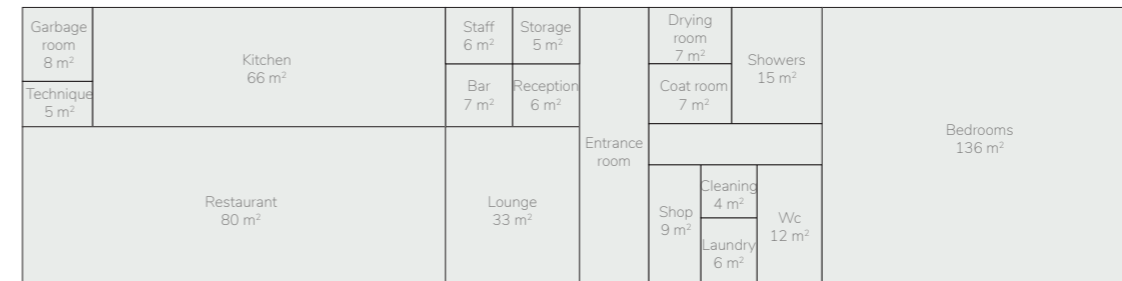 Garbage
room
8 m²
Technique
5 m²
Kitchen
66 m²
Restaurant
80 m²
Staff
6 m²
Storage
5 m²
Bar
7 m²
Reception
6 m²
Lounge
33 m²
Entrance
room
Drying
room
7 m²
Coat room
7 m²
Showers
15 m²
Shop
9 m²
Cleaning
4 m²
Laundry
6 m²
Wc
12 m²
Bedrooms
136 m²